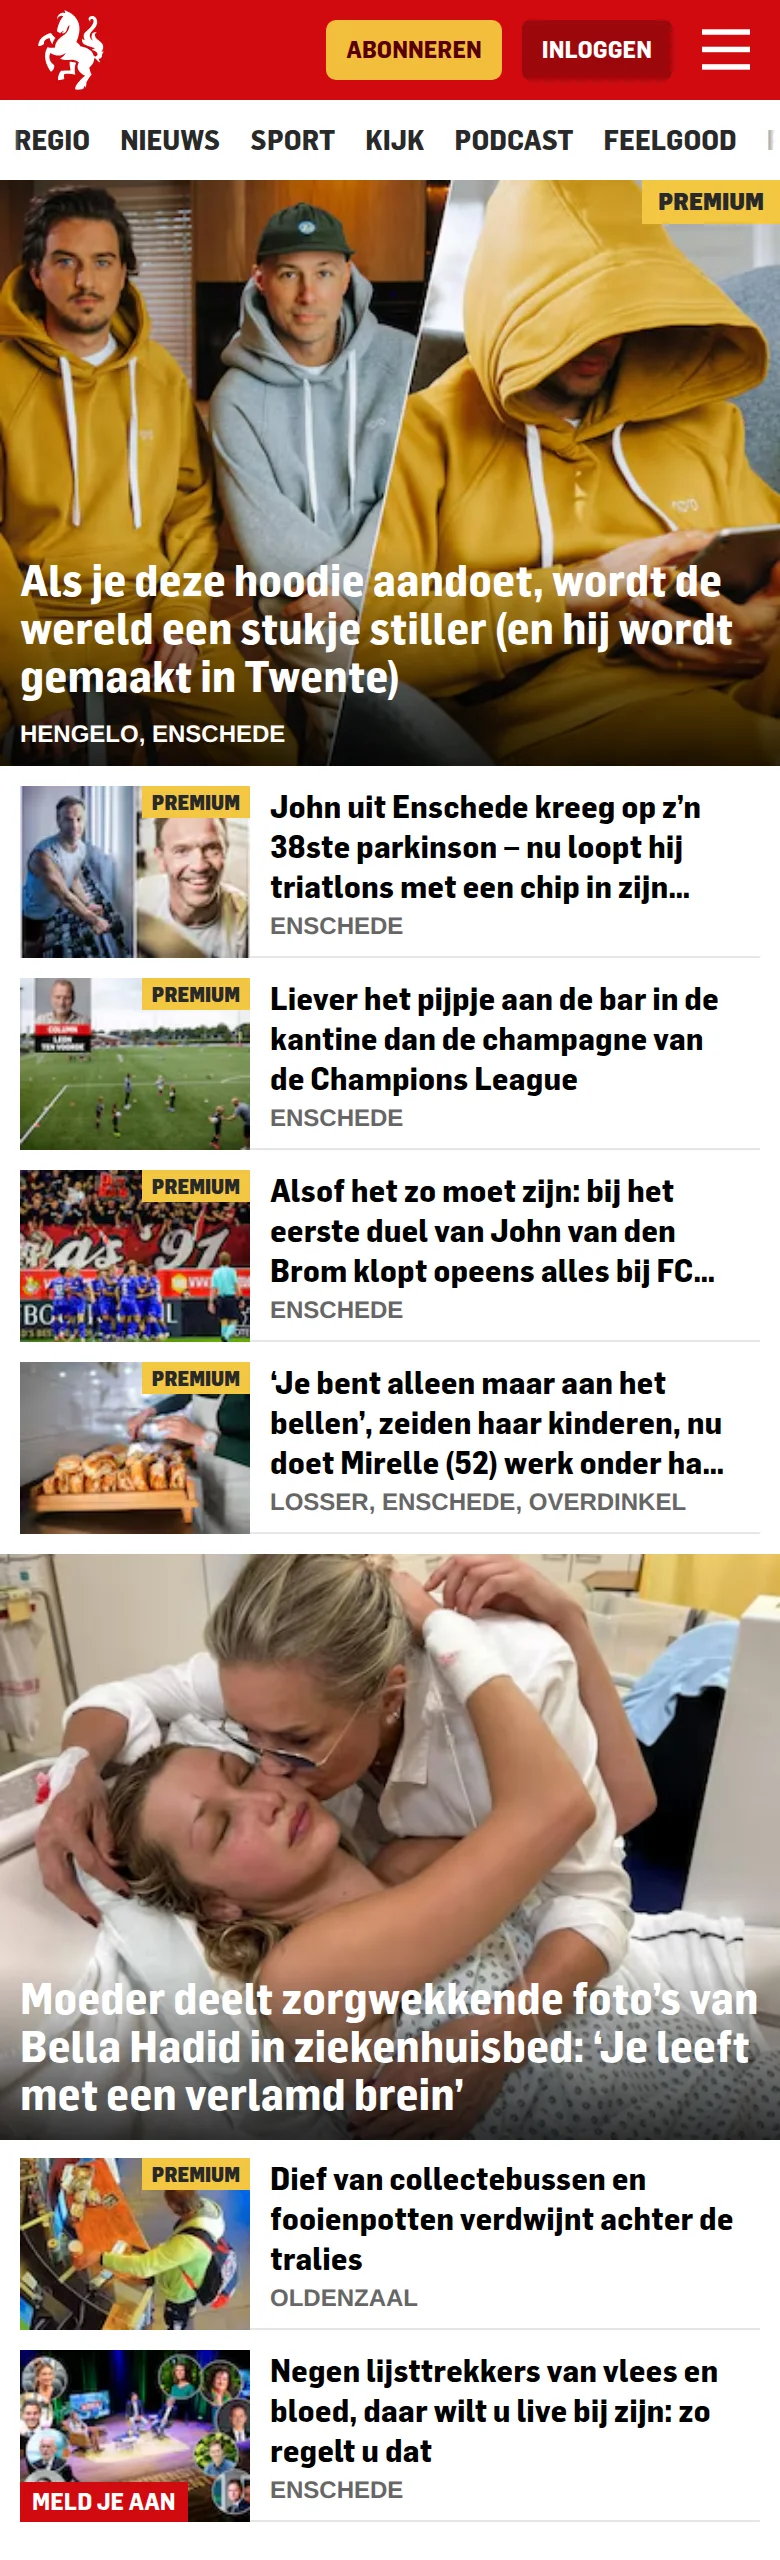 ABONNEREN
INLOGGEN
REGIO NIEUWS SPORT KIJK PODCAST FEELGOOD
PREMIUM
Als je deze hoodie aandoet, wordt de
wereld een stukje stiller (en hij wordt
gemaakt in Twente)
HENGELO, ENSCHEDE
PREMIUM
John uit Enschede kreeg op z’n
38ste parkinson – nu loopt hij
triatlons met een chip in zijn...
ENSCHEDE
PREMIUM
COLUMN
LEON
TEN VOORDE
Liever het pijpje aan de bar in de
kantine dan de champagne van
de Champions League
ENSCHEDE
PREMIUM
as '91
Alsof het zo moet zijn: bij het
eerste duel van John van den
Brom klopt opeens alles bij FC...
ENSCHEDE
PREMIUM
‘Je bent alleen maar aan het
bellen’, zeiden haar kinderen, nu
doet Mirelle (52) werk onder ha...
LOSSER, ENSCHEDE, OVERDINKEL
Moeder deelt zorgwekkende foto’s van
Bella Hadid in ziekenhuisbed: ‘Je leeft
met een verlamd brein’
PREMIUM
Dief van collectebussen en
fooienpotten verdwijnt achter de
tralies
OLDENZAAL
MELD JE AAN
Negen lijsttrekkers van vlees en
bloed, daar wilt u live bij zijn: zo
regelt u dat
ENSCHEDE